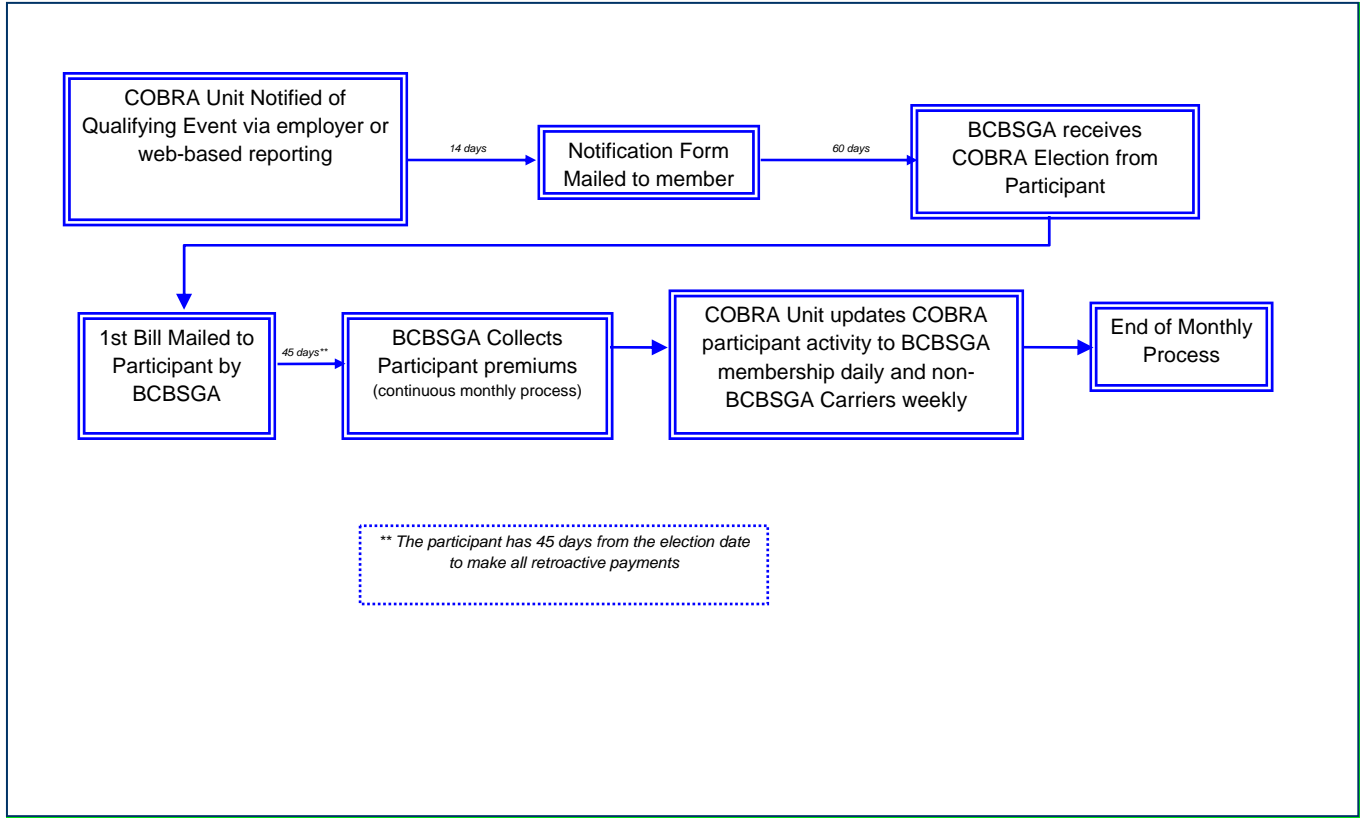 COBRA Unit Notified of
Qualifying Event via employer or
web-based reporting
14 days
Notification Form
Mailed to member
60 days
BCBSGA receives
COBRA Election from
Participant
1st Bill Mailed to
Participant by
BCBSGA
45 days**
BCBSGA Collects
Participant premiums
(continuous monthly process)
COBRA Unit updates COBRA
participant activity to BCBSGA
membership daily and non-
BCBSGA Carriers weekly
End of Monthly
Process
** The participant has 45 days from the election date
to make all retroactive payments